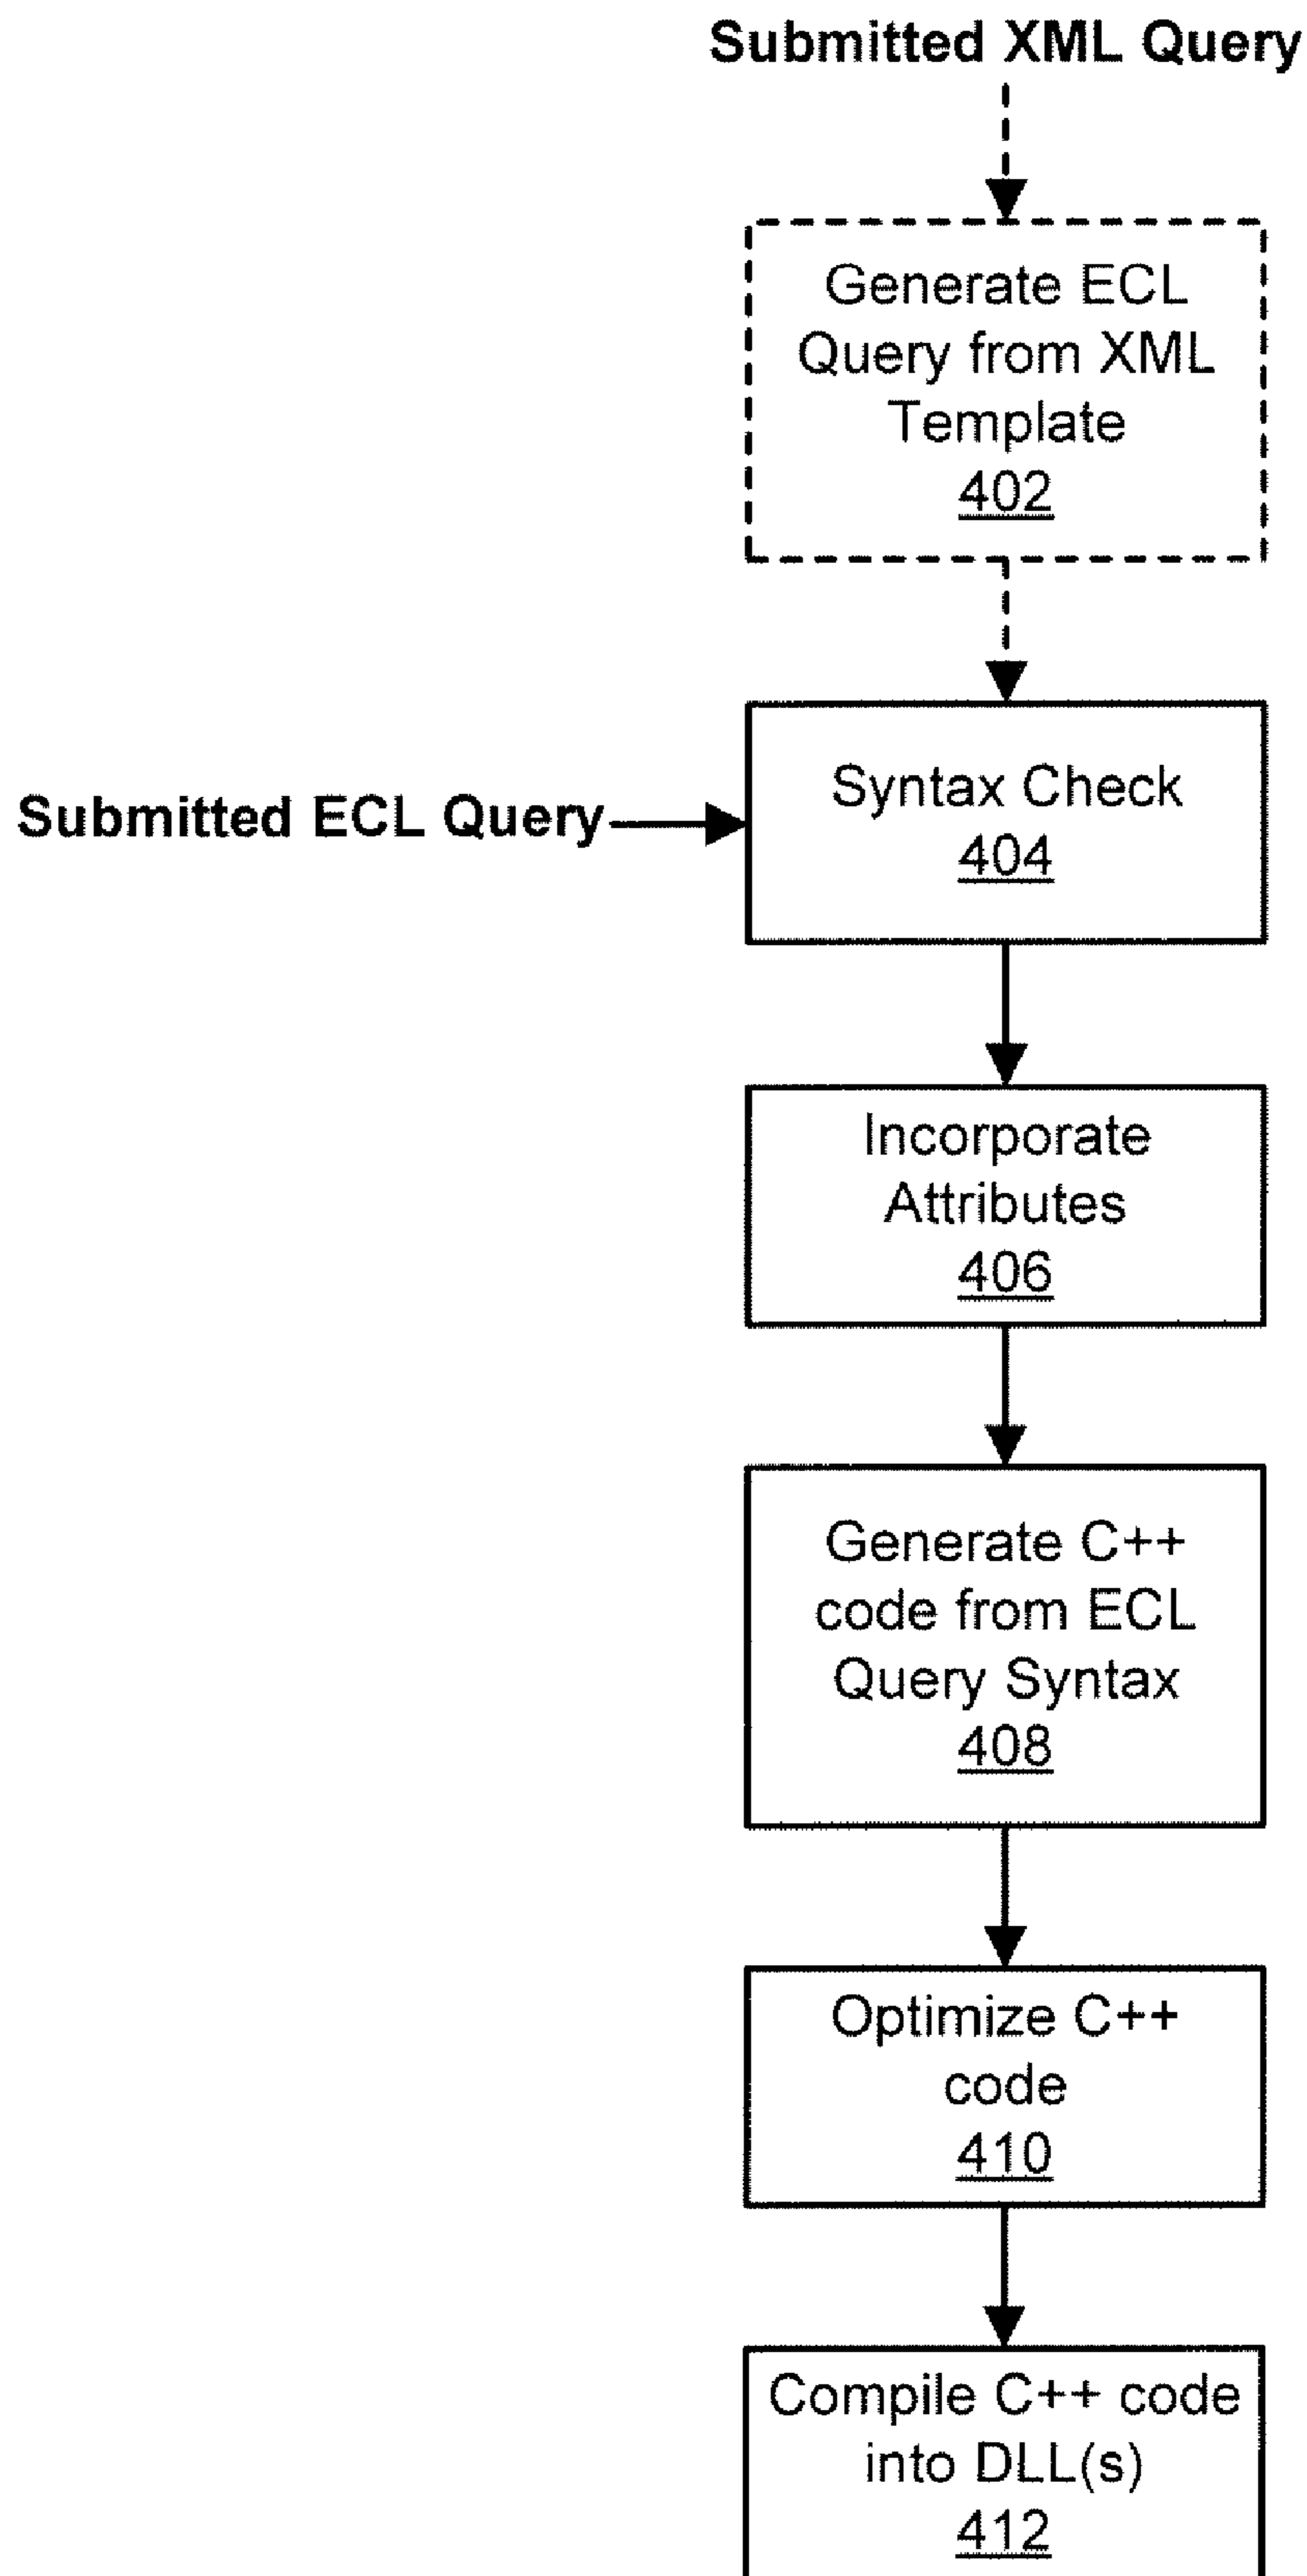 Submitted XML Query
Generate ECL
Query from XML
Template
402
Submitted ECL Query
Syntax Check
404
Incorporate
Attributes
406
Generate C++
code from ECL
Query Syntax
408
Optimize C++
code
410
Compile C++ code
into DLL(s)
412